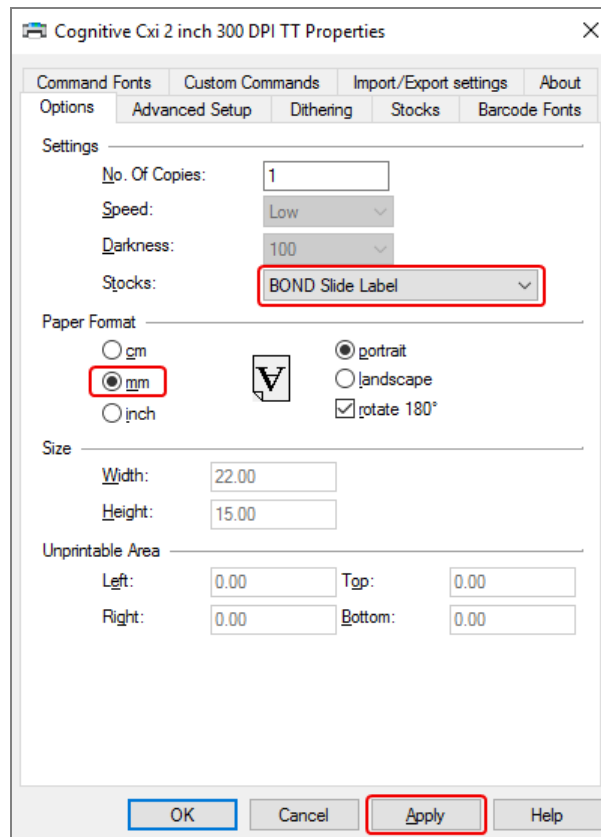 Cognitive Cxi 2 inch 300 DPI TT Properties
Command Fonts Custom Commands Import/Export settings About
Options Advanced Setup Dithering Stocks Barcode Fonts
Settings
No. Of Copies: 1
Speed: Low
Darkness: 100
Stocks: BOND Slide Label
Paper Format
cm portrait
mm A landscape
inch rotate 180°
Size
Width: 22.00
Height: 15.00
Unprintable Area
Left: 0.00 Top: 0.00
Right: 0.00 Bottom: 0.00
OK Cancel Apply Help